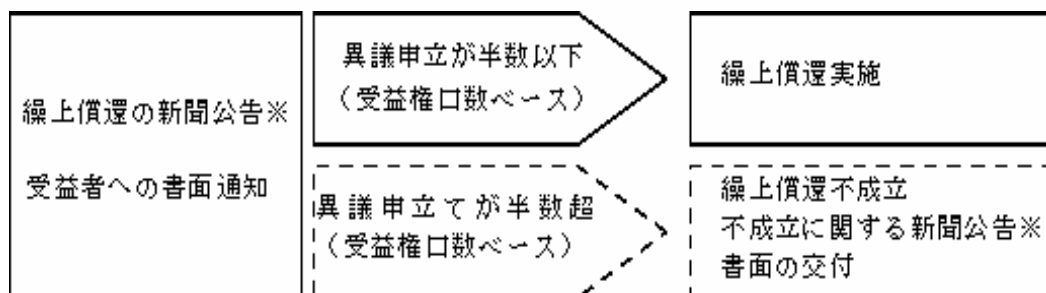 繰上償還の新聞公告※
受益者への書面通知
異議申立が半数以下
（受益権口数ベース）
繰上償還実施
異議申立てが半数超
（受益権口数ベース）
繰上償還不成立
不成立に関する新聞公告※
書面の交付